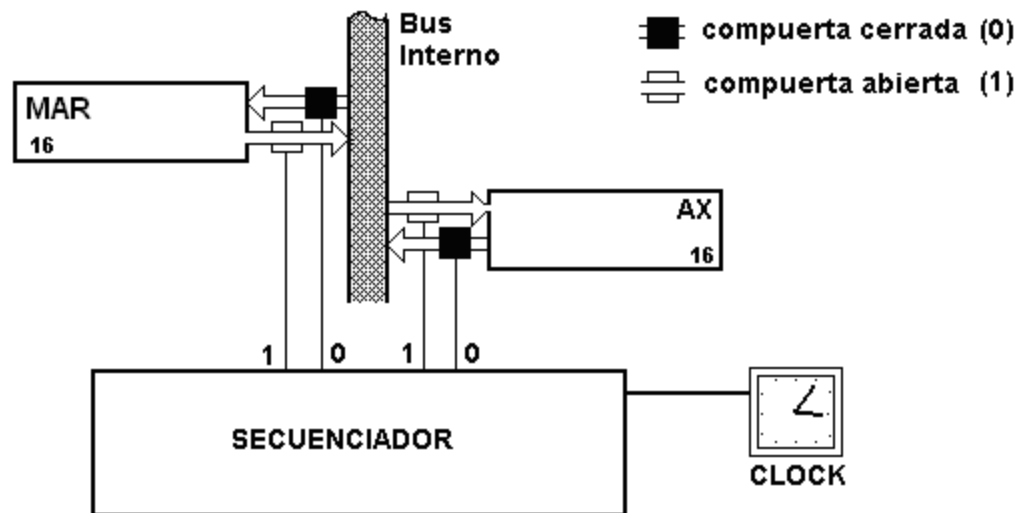 Bus
Interno
compuerta cerrada (0)
compuerta abierta (1)
MAR
16
AX
16
1 0 1 0
SECUENCIADOR
CLOCK